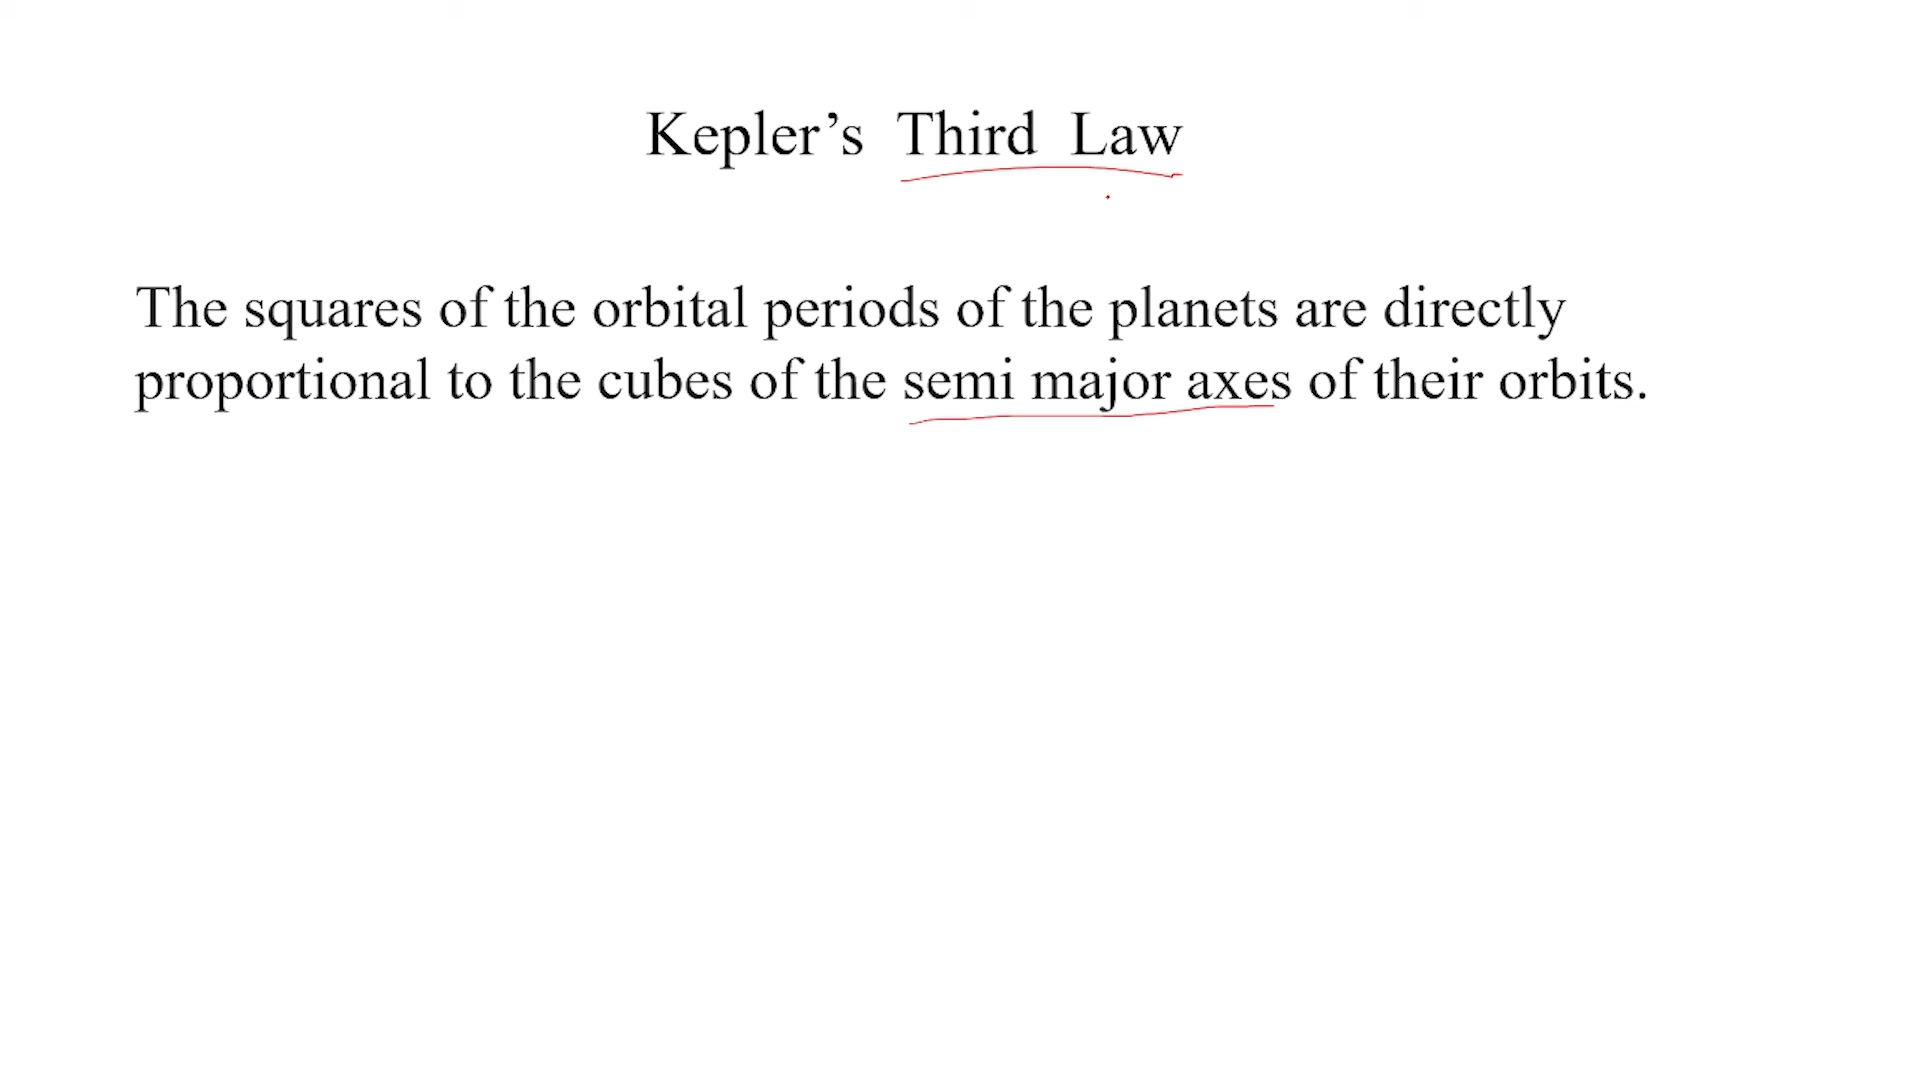 Kepler’s Third Law
The squares of the orbital periods of the planets are directly
proportional to the cubes of the semi major axes of their orbits.